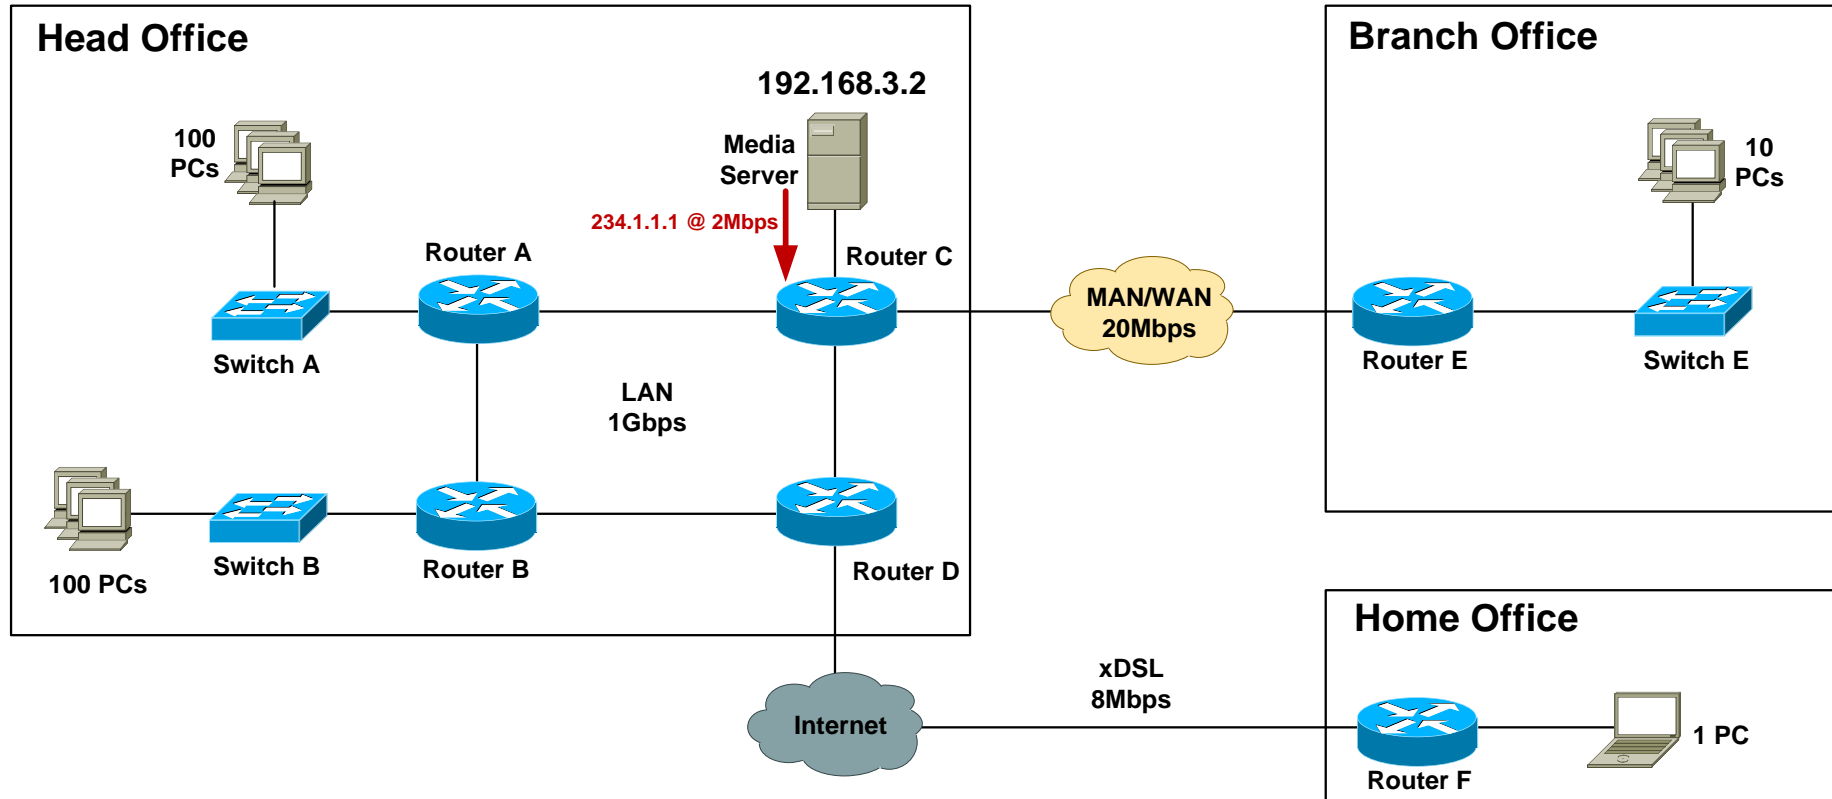 Head Office
Branch Office
192.168.3.2
100
PCs
Media
Server
10
PCs
234.1.1.1 @ 2Mbps
Router A
Router C
MAN/WAN
20Mbps
Switch A
Router E
Switch E
LAN
1Gbps
100 PCs
Switch B
Router B
Router D
Home Office
xDSL
8Mbps
Internet
1 PC
Router F